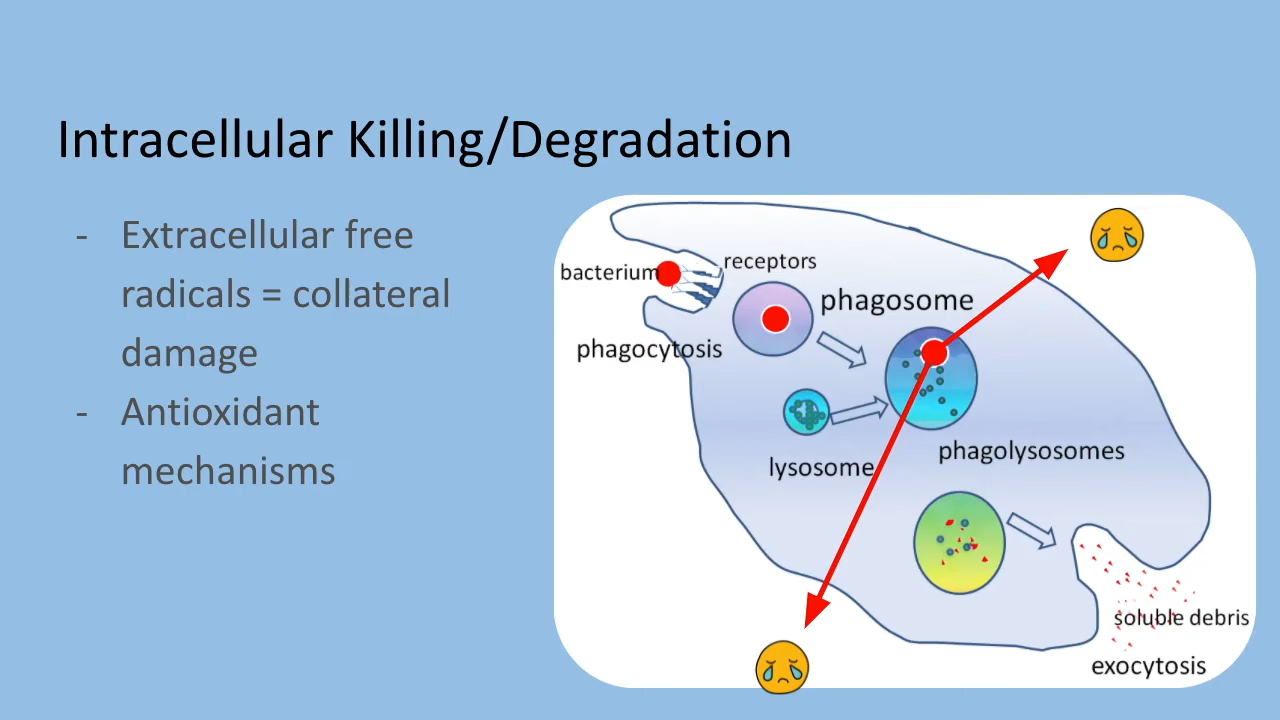 Intracellular Killing/Degradation
- Extracellular free
radicals = collateral
damage
- Antioxidant
mechanisms
bacterium
receptors
phagosome
phagocytosis
lysosome
phagolysosomes
soluble debris
exocytosis